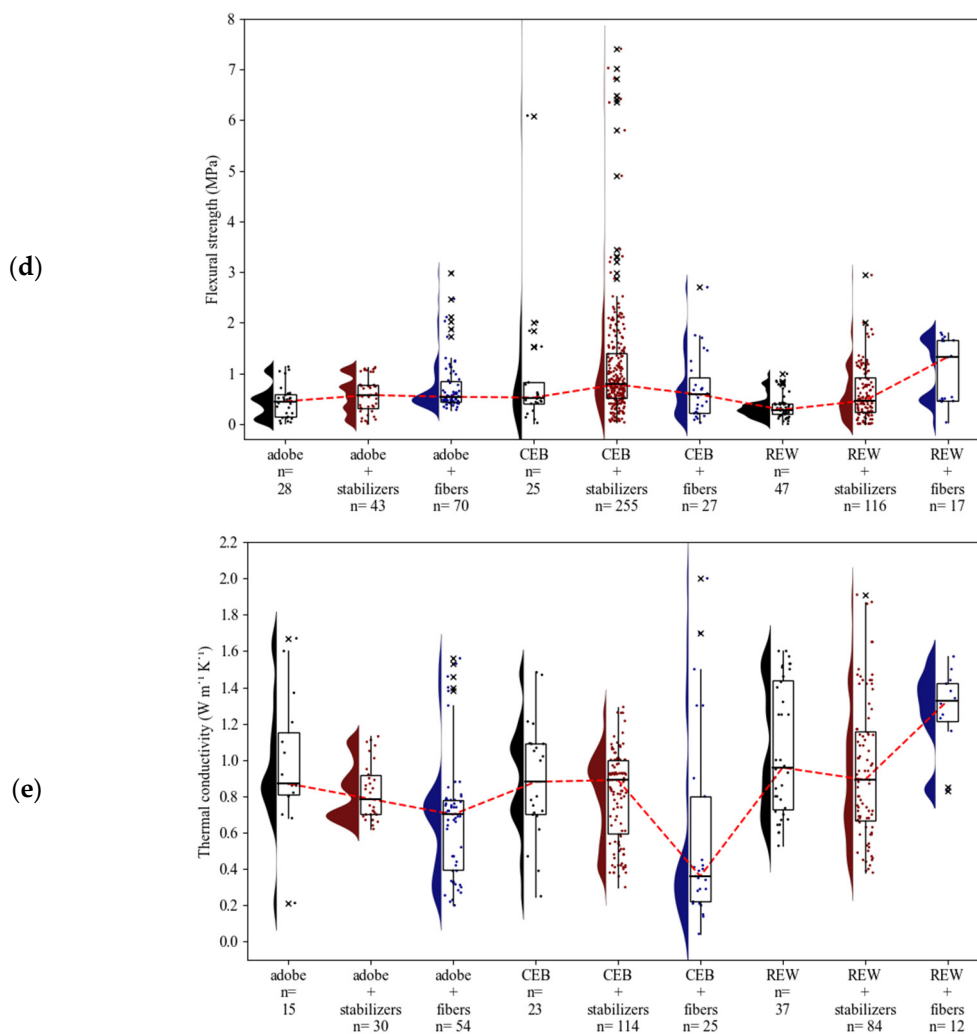 (d)
Flexural strength (MPa)
8
7
6
5
4
3
2
1
0
adobe
n=
28
adobe
+
stabilizers
n= 43
adobe
+
fibers
n= 70
CEB
n=
25
CEB
+
stabilizers
n= 255
CEB
+
fibers
n= 27
REW
n=
47
REW
+
stabilizers
n= 116
REW
+
fibers
n= 17
(e)
Thermal conductivity (W m⁻¹ K⁻¹)
2.2
2.0
1.8
1.6
1.4
1.2
1.0
0.8
0.6
0.4
0.2
0.0
adobe
n=
15
adobe
+
stabilizers
n= 30
adobe
+
fibers
n= 54
CEB
n=
23
CEB
+
stabilizers
n= 114
CEB
+
fibers
n= 25
REW
n=
37
REW
+
stabilizers
n= 84
REW
+
fibers
n= 12